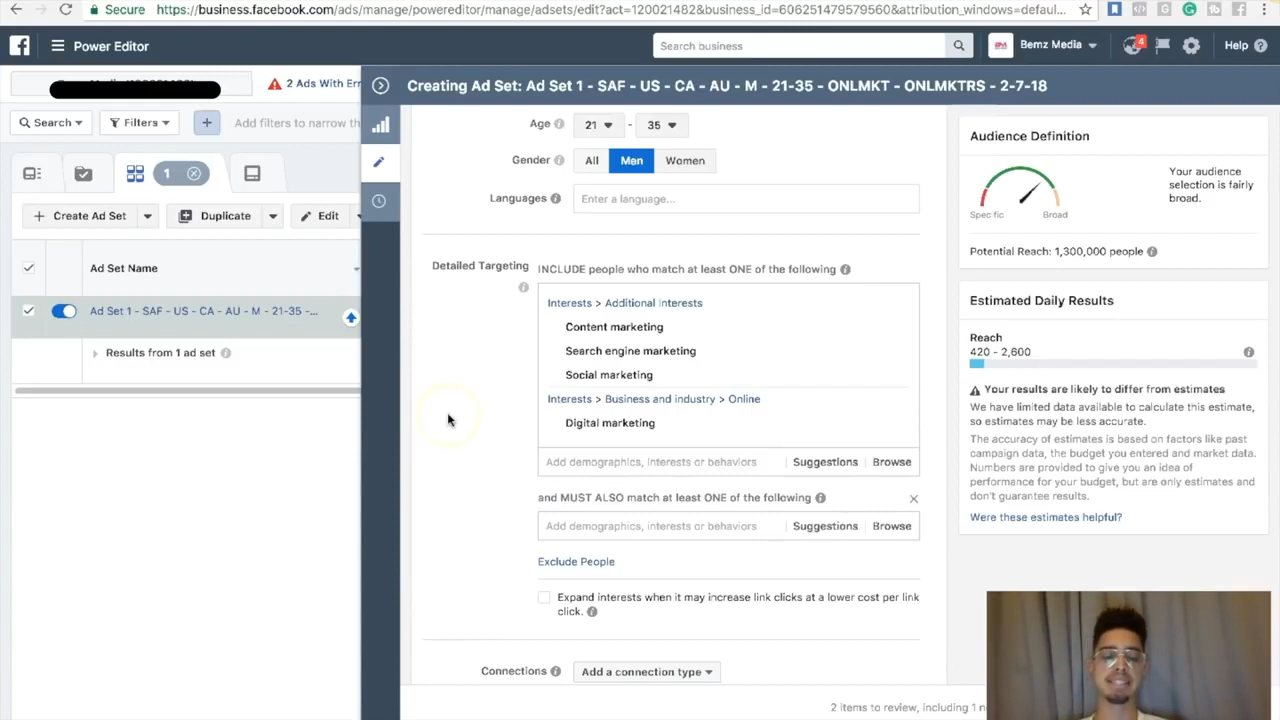 Secure https://business.facebook.com/ads/manage/powereditor/manage/adsets/edit?act=120021482&business_id=606251479579560&attribution_windows=defaul...
Power Editor
Search business
Bemz Media
4
Help
2 Ads With Err
Creating Ad Set: Ad Set 1 - SAF - US - CA - AU - M - 21-35 - ONLMKT - ONLMKTRS - 2-7-18
Search
Filters
+
Add filters to narrow th
1
Create Ad Set
Duplicate
Edit
Ad Set Name
Ad Set 1 - SAF - US - CA - AU - M - 21-35 -...
Results from 1 ad set
Age
21
-
35
Gender
All
Men
Women
Languages
Enter a language...
Detailed Targeting
INCLUDE people who match at least ONE of the following
Interests > Additional Interests
Content marketing
Search engine marketing
Social marketing
Interests > Business and industry > Online
Digital marketing
Add demographics, interests or behaviors
Suggestions
Browse
and MUST ALSO match at least ONE of the following
Add demographics, interests or behaviors
Suggestions
Browse
Exclude People
Expand interests when it may increase link clicks at a lower cost per link
click.
Connections
Add a connection type
2 items to review, including 1 n
Audience Definition
Your audience
selection is fairly
broad.
Specific
Broad
Potential Reach: 1,300,000 people
Estimated Daily Results
Reach
420 - 2,600
Your results are likely to differ from estimates
We have limited data available to calculate this estimate,
so estimates may be less accurate.
The accuracy of estimates is based on factors like past
campaign data, the budget you entered and market data.
Numbers are provided to give you an idea of
performance for your budget, but are only estimates and
don't guarantee results.
Were these estimates helpful?